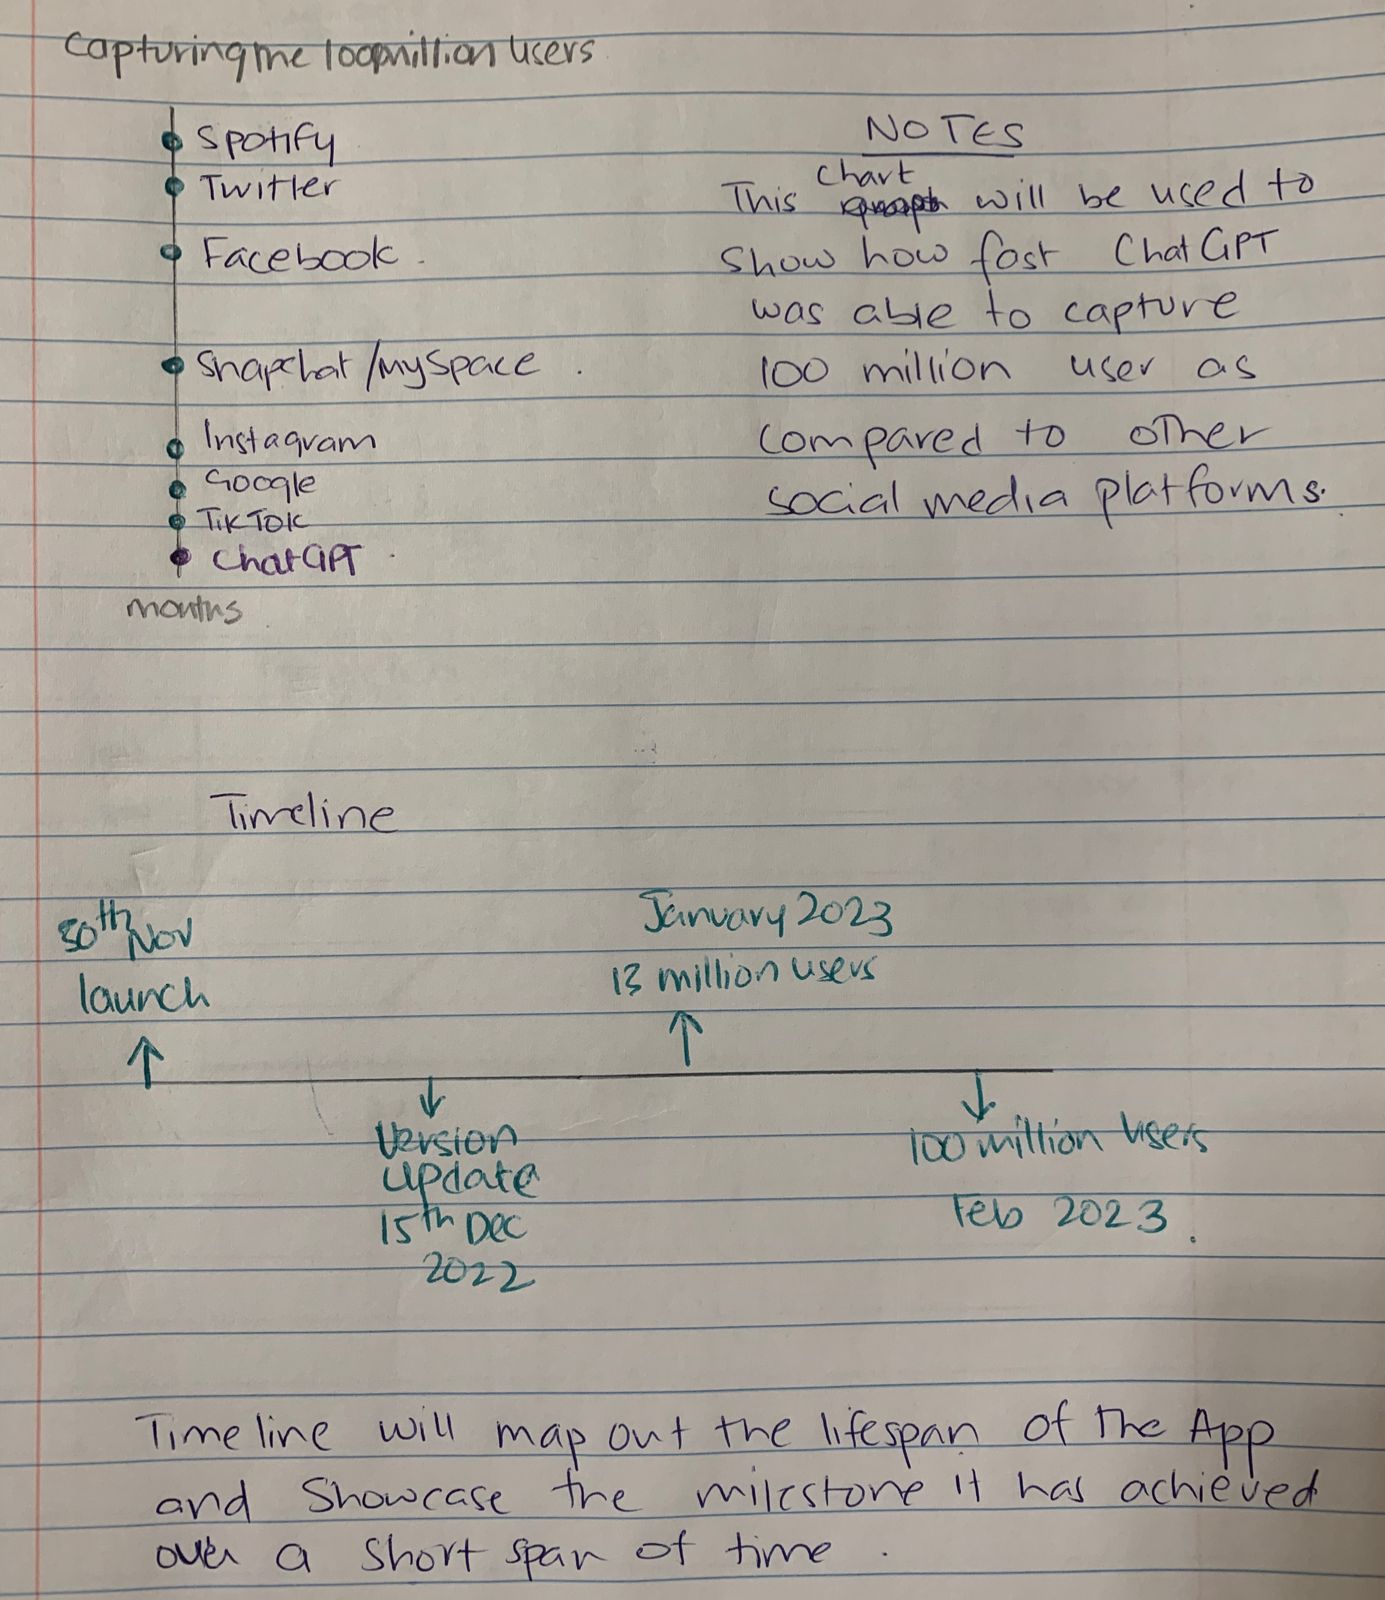 Capturing the 100 million users
Spotify
Twitter
Facebook.
Snapchat/MySpace.
Instagram
Google
TikTok
ChatGPT.
months
NOTES
Chart
This will be used to
show how fast ChatGPT
was able to capture
100 million user as
compared to other
social media platforms.
Timeline
30th Nov
launch
January 2023
13 million users
Version
Update
15th Dec
2022
100 million users
Feb 2023.
Timeline will map out the lifespan of the App
and showcase the milestone it has achieved
over a short span of time.